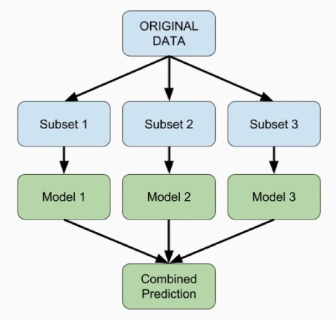 ORIGINAL
DATA
Subset 1
Subset 2
Subset 3
Model 1
Model 2
Model 3
Combined
Prediction